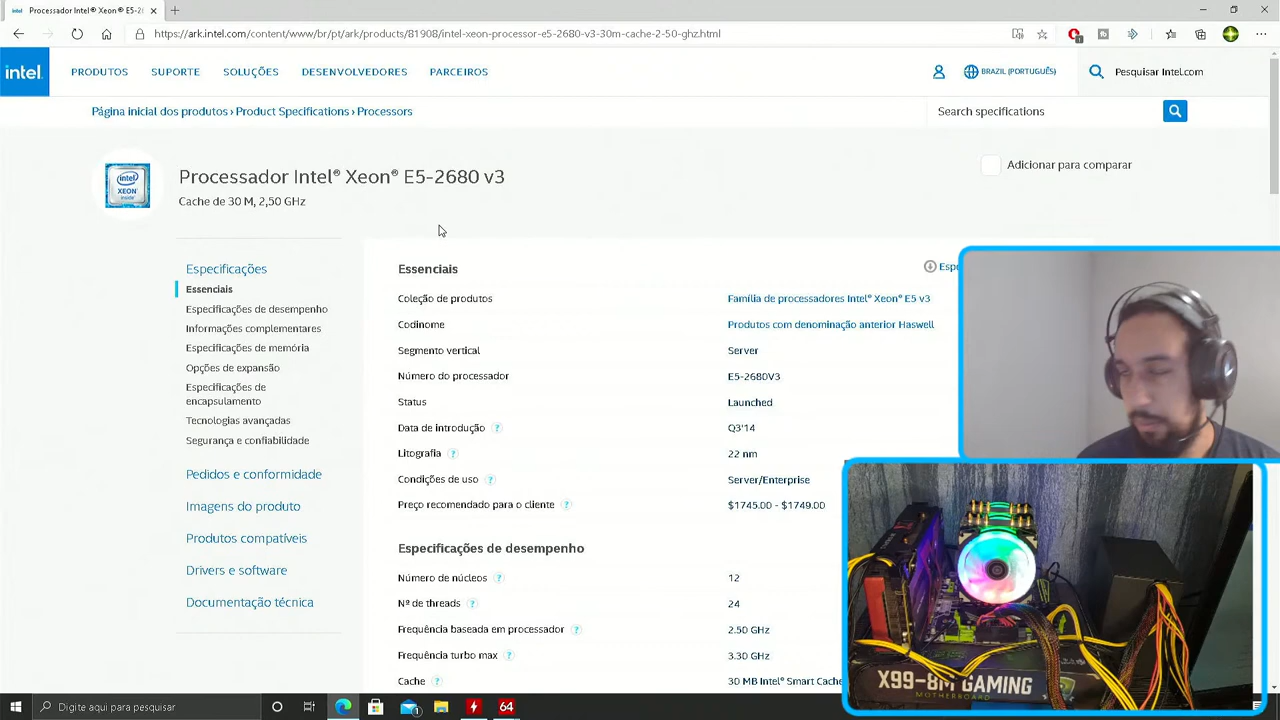 Processador Intel® Xeon® E5-26
https://ark.intel.com/content/www/br/pt/ark/products/81908/intel-xeon-processor-e5-2680-v3-30m-cache-2-50-ghz.html
intel.
PRODUTOS
SUPORTE
SOLUÇÕES
DESENVOLVEDORES
PARCEIROS
BRAZIL (PORTUGUÊS)
Pesquisar Intel.com
Página inicial dos produtos › Product Specifications › Processors
Search specifications
intel
XEON
inside
Processador Intel® Xeon® E5-2680 v3
Cache de 30 M, 2,50 GHz
Adicionar para comparar
Especificações
Essenciais
Especificações de desempenho
Informações complementares
Especificações de memória
Opções de expansão
Especificações de
encapsulamento
Tecnologias avançadas
Segurança e confiabilidade
Pedidos e conformidade
Imagens do produto
Produtos compatíveis
Drivers e software
Documentação técnica
Essenciais
Espe
Coleção de produtos
Família de processadores Intel® Xeon® E5 v3
Codinome
Produtos com denominação anterior Haswell
Segmento vertical
Server
Número do processador
E5-2680V3
Status
Launched
Data de introdução ?
Q3'14
Litografia ?
22 nm
Condições de uso ?
Server/Enterprise
Preço recomendado para o cliente ?
$1745.00 - $1749.00
Especificações de desempenho
Número de núcleos ?
12
Nº de threads ?
24
Frequência baseada em processador ?
2.50 GHz
Frequência turbo max ?
3.30 GHz
Cache ?
30 MB Intel® Smart Cache
X99-8M GAMING
MOTHERBOARD
Digite aqui para pesquisar
1
64